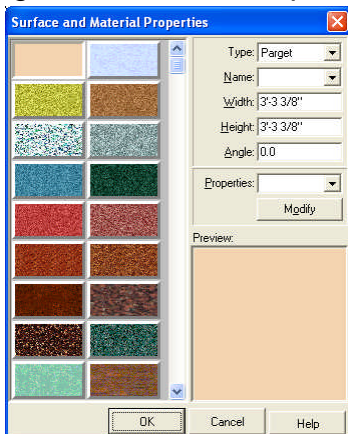 Surface and Material Properties
Type: Parget
Name:
Width: 3'-3 3/8"
Height: 3'-3 3/8"
Angle: 0.0
Properties:
Modify
Preview:
OK Cancel Help